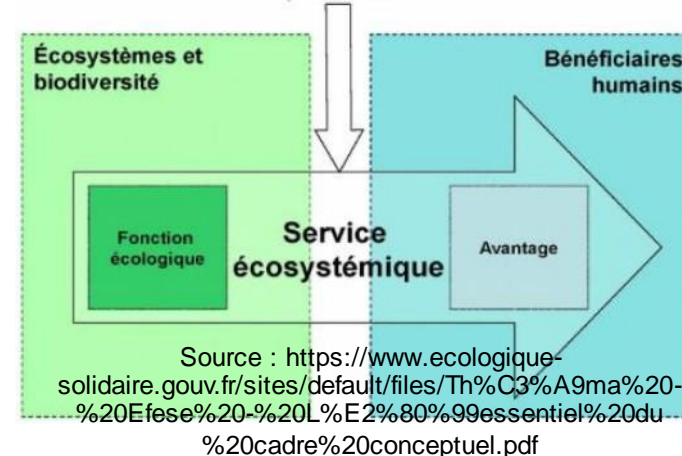 Écosystèmes et
biodiversité
Bénéficiaires
humains
Fonction
écologique
Service
écosystémique
Avantage
Source : https://www.ecologique-
solidaire.gouv.fr/sites/default/files/Th%C3%A9ma%20-
%20Efese%20-%20L%E2%80%99essentiel%20du
%20cadre%20conceptuel.pdf